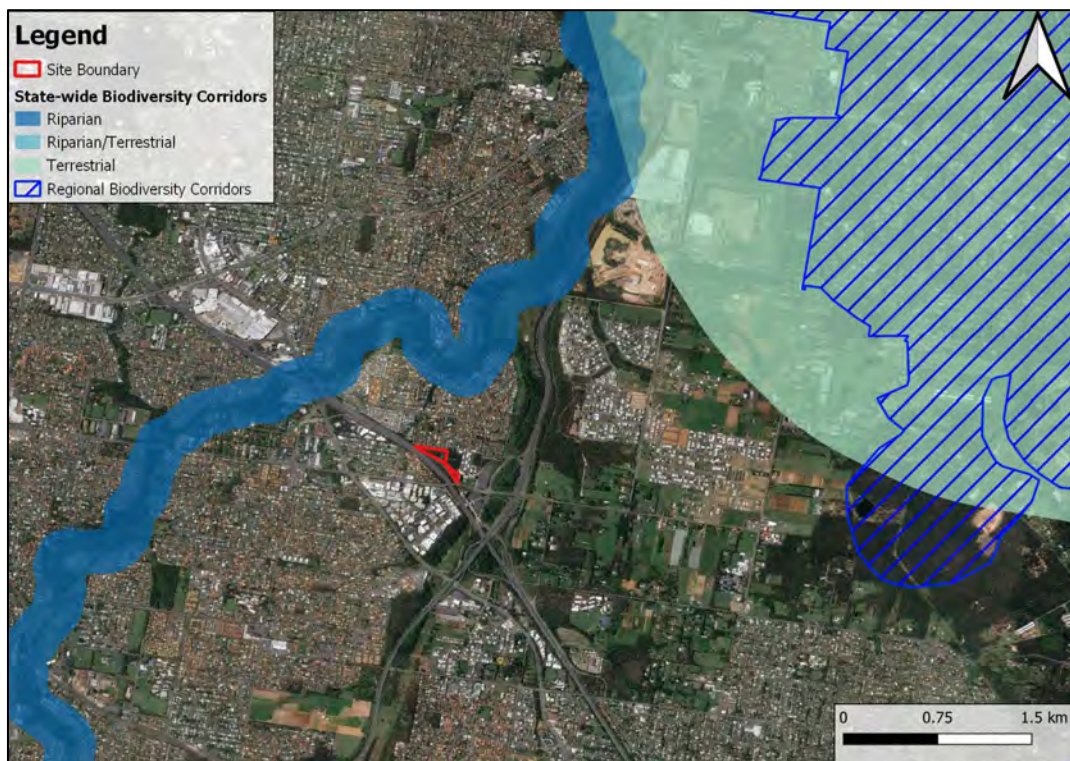 Legend
Site Boundary
State-wide Biodiversity Corridors
Riparian
Riparian/Terrestrial
Terrestrial
Regional Biodiversity Corridors
0 0.75 1.5 km